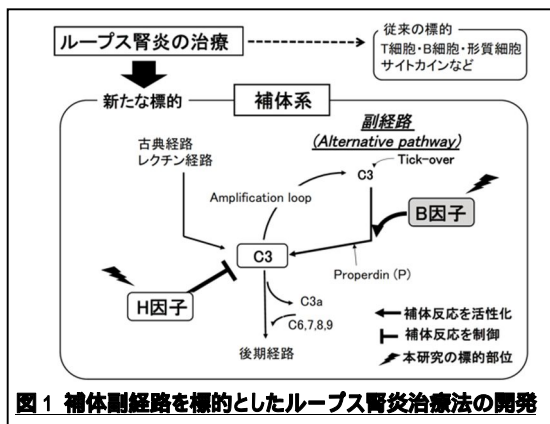 ループス腎炎の治療
従来の標的
T細胞・B細胞・形質細胞
サイトカインなど
新たな標的
補体系
古典経路
レクチン経路
副経路
(Alternative pathway)
Tick-over
C3
Amplification loop
B因子
C3
Properdin (P)
H因子
C3a
C6,7,8,9
後期経路
補体反応を活性化
補体反応を制御
本研究の標的部位
図1 補体副経路を標的としたループス腎炎治療法の開発